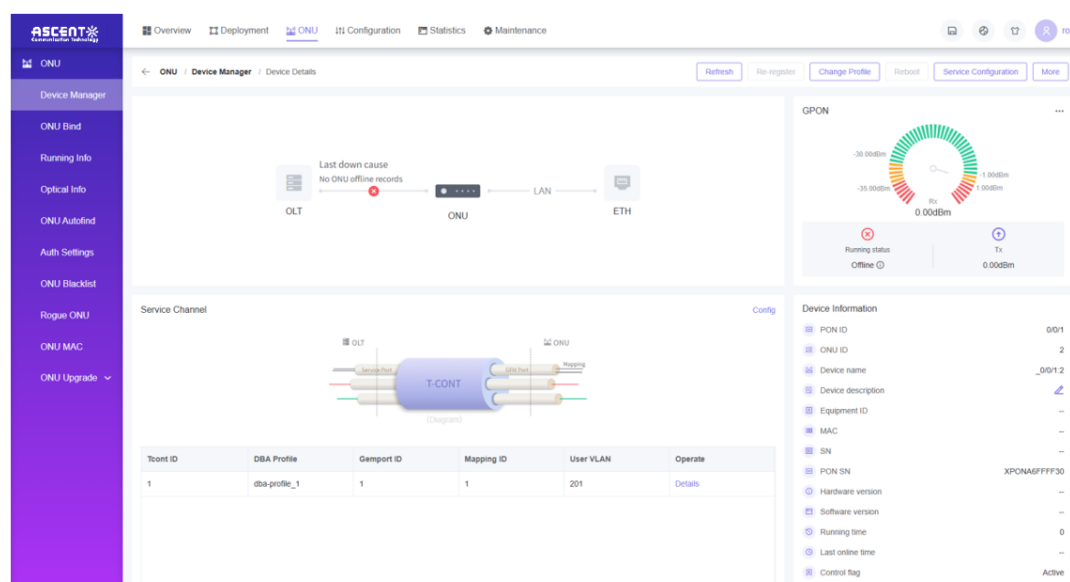 ASCENT
Communication Technology
Overview
Deployment
ONU
Configuration
Statistics
Maintenance
ro
ONU
Device Manager
ONU Bind
Running Info
Optical Info
ONU Autofind
Auth Settings
ONU Blacklist
Rogue ONU
ONU MAC
ONU Upgrade
← ONU / Device Manager / Device Details
Refresh
Re-register
Change Profile
Reboot
Service Configuration
More
Last down cause
No ONU offline records
LAN
OLT
ONU
ETH
GPON
...
-30.00dBm
-35.00dBm
-1.00dBm
1.00dBm
Rx
0.00dBm
Running status
Offline
Tx
0.00dBm
Service Channel
Config
OLT
ONU
Service Port
GEM Port
Mapping
T-CONT
(Diagram)
Tcont ID DBA Profile Gemport ID Mapping ID User VLAN Operate
1 dba-profile_1 1 1 201 Details
Device Information
PON ID 0/0/1
ONU ID 2
Device name _0/0/1:2
Device description
Equipment ID --
MAC --
SN --
PON SN XPONA6FFFF30
Hardware version --
Software version --
Running time 0
Last online time --
Control flag Active